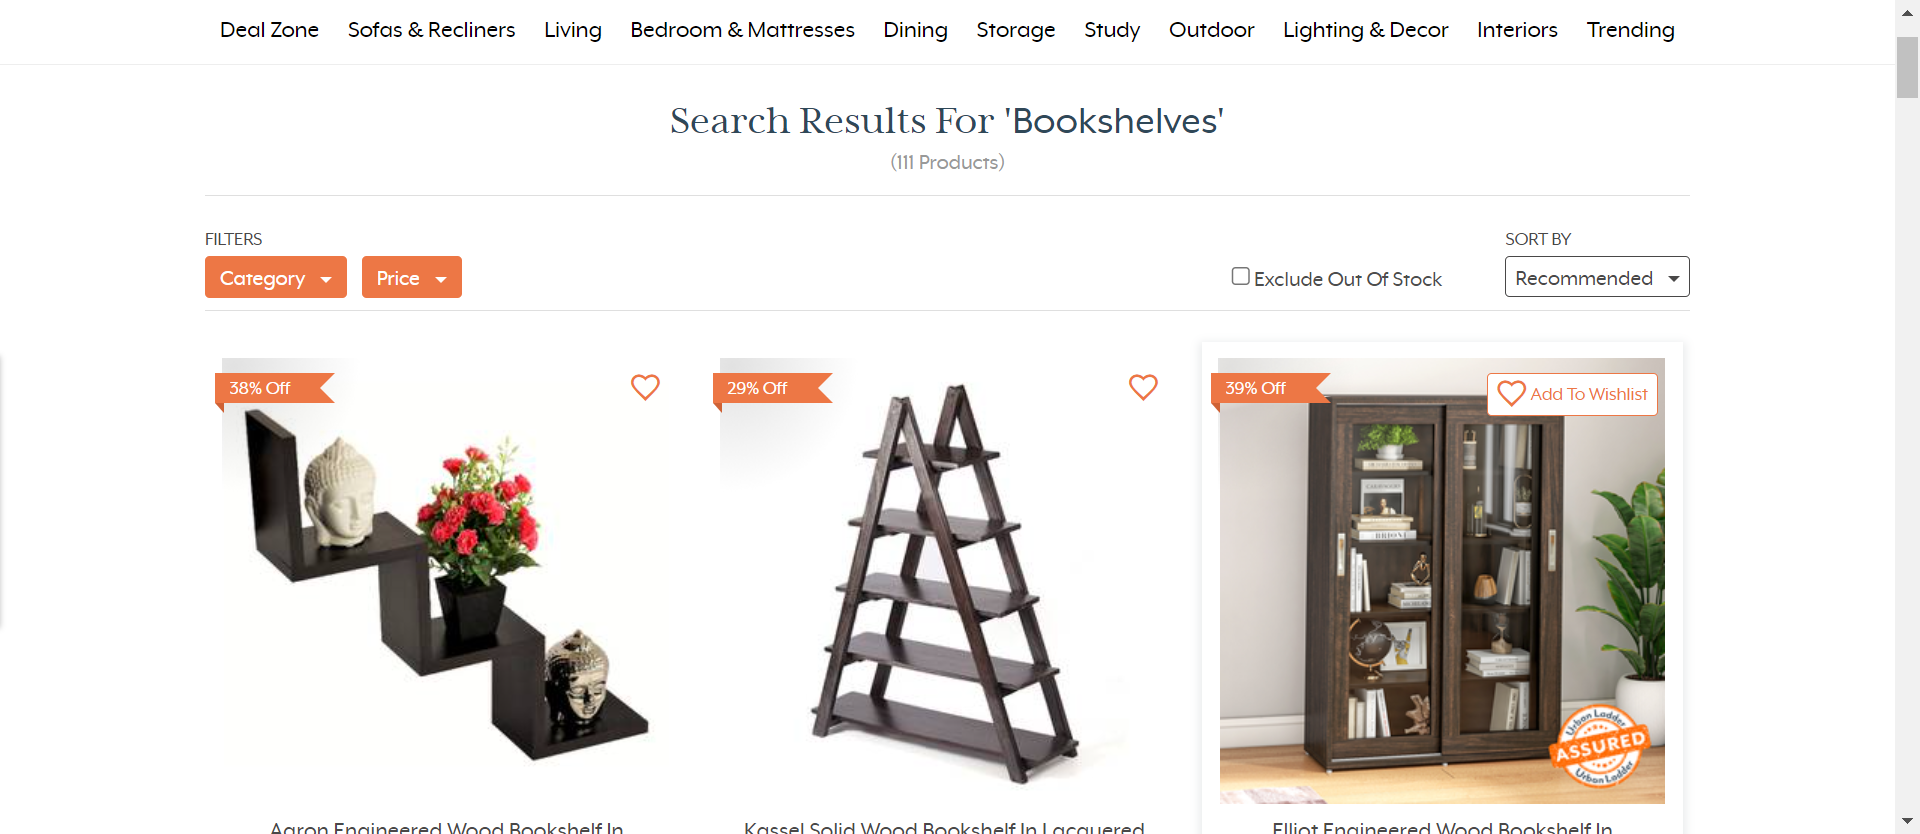 Deal Zone Sofas & Recliners Living Bedroom & Mattresses Dining Storage Study Outdoor Lighting & Decor Interiors Trending
Search Results For 'Bookshelves'
(111 Products)
FILTERS
SORT BY
Category Price
Exclude Out Of Stock
Recommended
38% Off
29% Off
39% Off
Add To Wishlist
Urban Ladder
ASSURED
Urban Ladder
Aaron Engineered Wood Bookshelf In
Kassel Solid Wood Bookshelf In Lacquered
Elliot Engineered Wood Bookshelf In